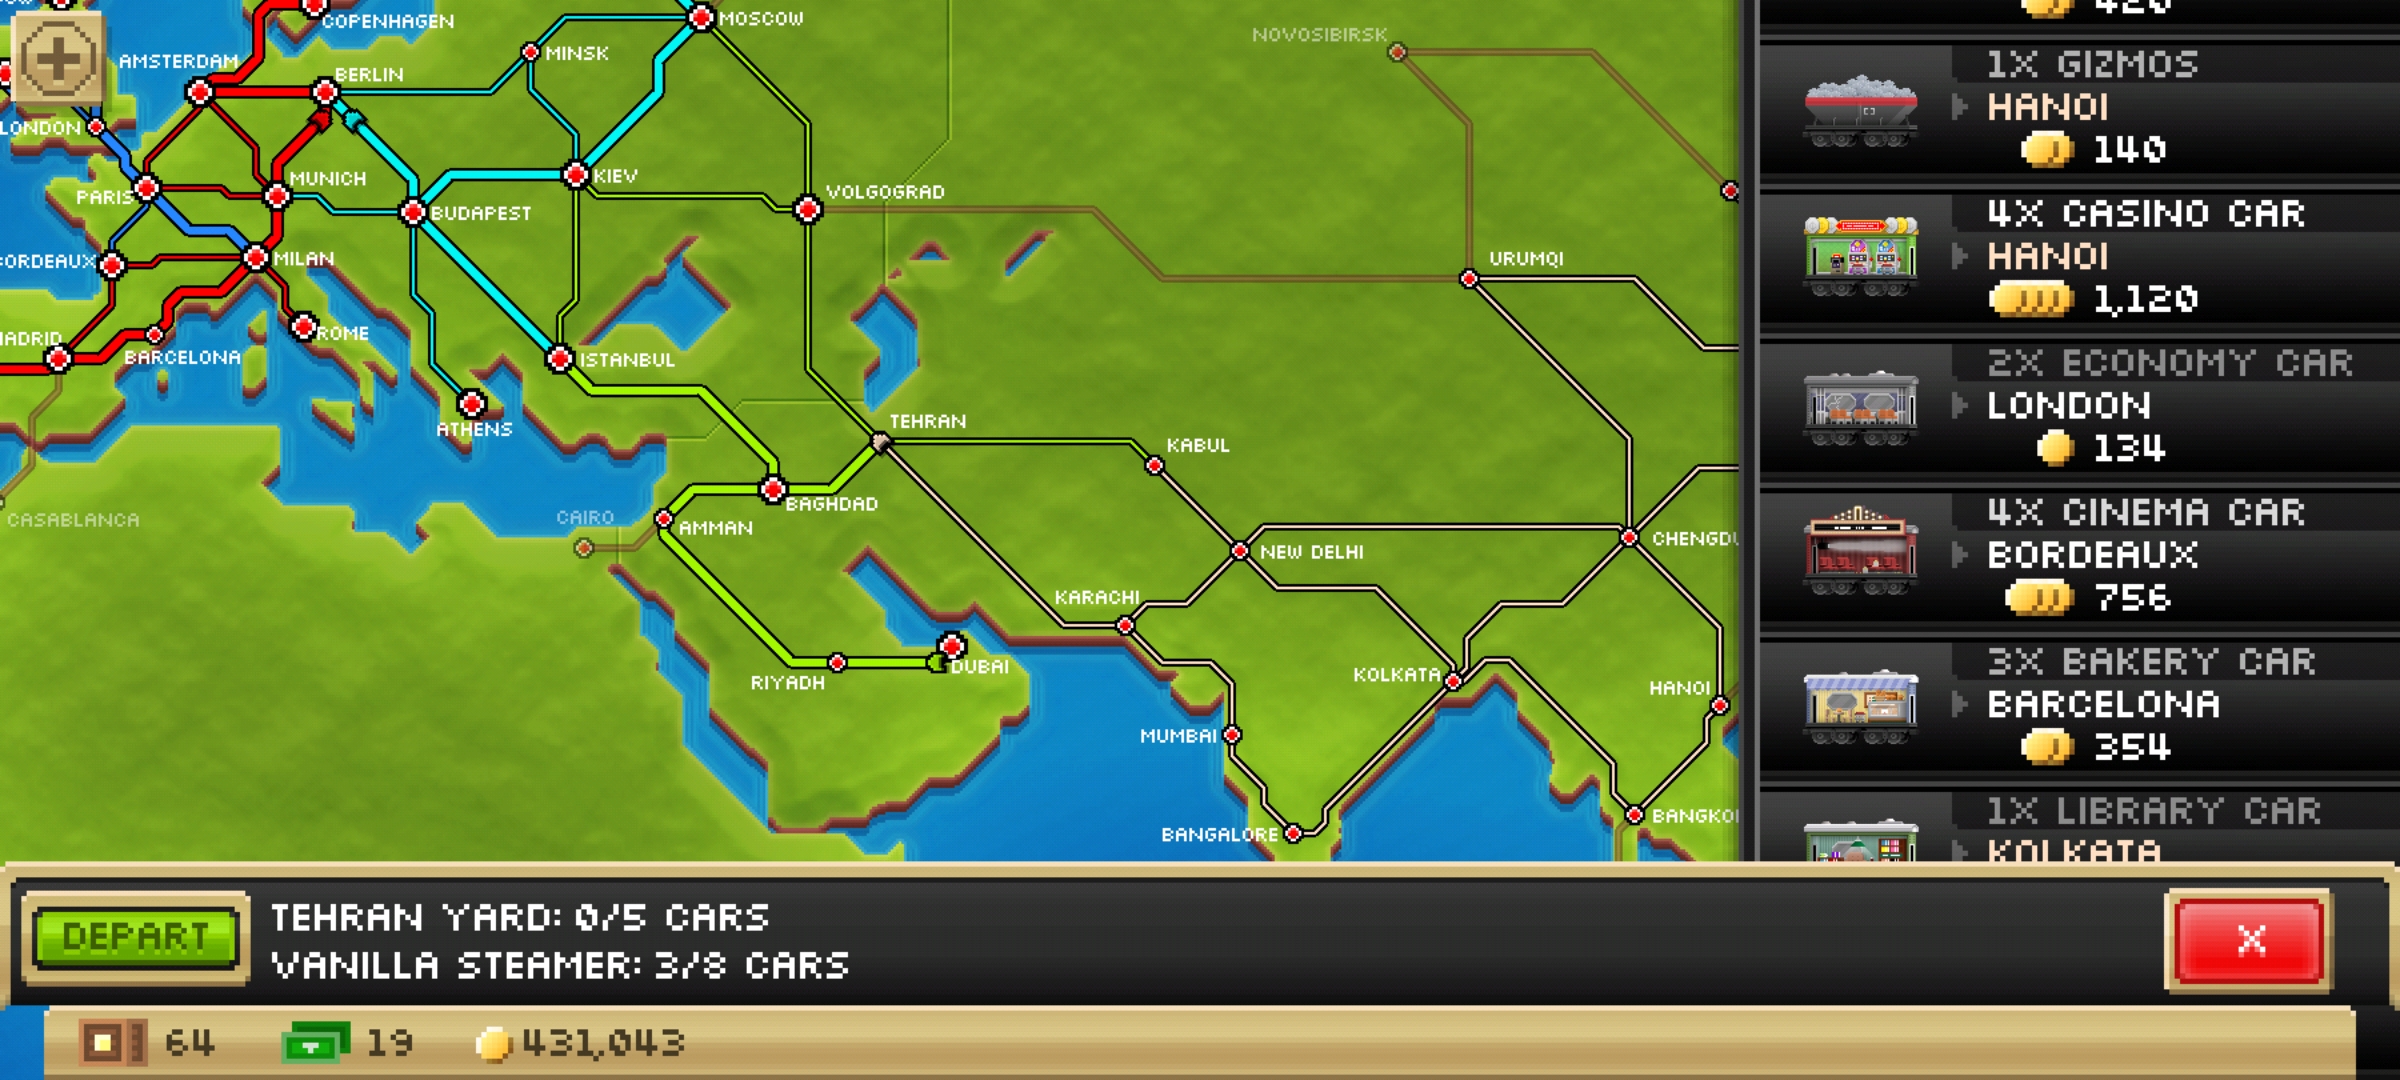 COPENHAGEN
MOSCOW
NOVOSIBIRSK
MINSK
AMSTERDAM
BERLIN
LONDON
MUNICH
KIEV
PARIS
BUDAPEST
VOLGOGRAD
MILAN
URUMQI
ROME
BARCELONA
ISTANBUL
TEHRAN
ATHENS
KABUL
BAGHDAD
CASABLANCA
CAIRO
AMMAN
NEW DELHI
CHENGDU
KARACHI
DUBAI
RIYADH
KOLKATA
HANOI
MUMBAI
BANGALORE
BANGKO
420
1X GIZMOS
HANOI
140
4X CASINO CAR
HANOI
1,120
2X ECONOMY CAR
LONDON
134
4X CINEMA CAR
BORDEAUX
756
3X BAKERY CAR
BARCELONA
354
1X LIBRARY CAR
KOLKATA
DEPART
TEHRAN YARD: 0/5 CARS
VANILLA STEAMER: 3/8 CARS
X
64
19
431,043